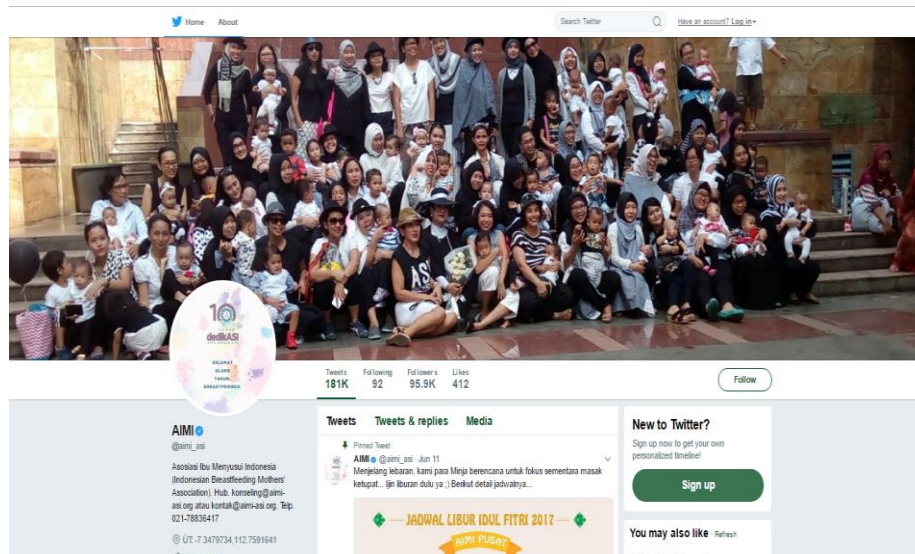 Home About
Search Twitter
Have an account? Log in
ASI
10
TAHUN
dedikASI
SELAMAT
ULANG
TAHUN,
BREASTFRIENDS.
Tweets Following Followers Likes
181K 92 95.9K 412
Follow
AIMI
@aimi_asi
Asosiasi Ibu Menyusui Indonesia
(Indonesian Breastfeeding Mothers'
Association). Hub. konseling@aimi-
asi.org atau kontak@aimi-asi.org. Telp.
021-78836417
ÜT: -7.3479734,112.7591641
Tweets Tweets & replies Media
Pinned Tweet
AIMI @aimi_asi · Jun 11
Menjelang lebaran, kami para Minja berencana untuk fokus sementara masak
ketupat... Ijin liburan dulu ya ;) Berikut detail jadwalnya...
JADWAL LIBUR IDUL FITRI 2017
AIMI PUSAT
New to Twitter?
Sign up now to get your own
personalized timeline!
Sign up
You may also like · Refresh